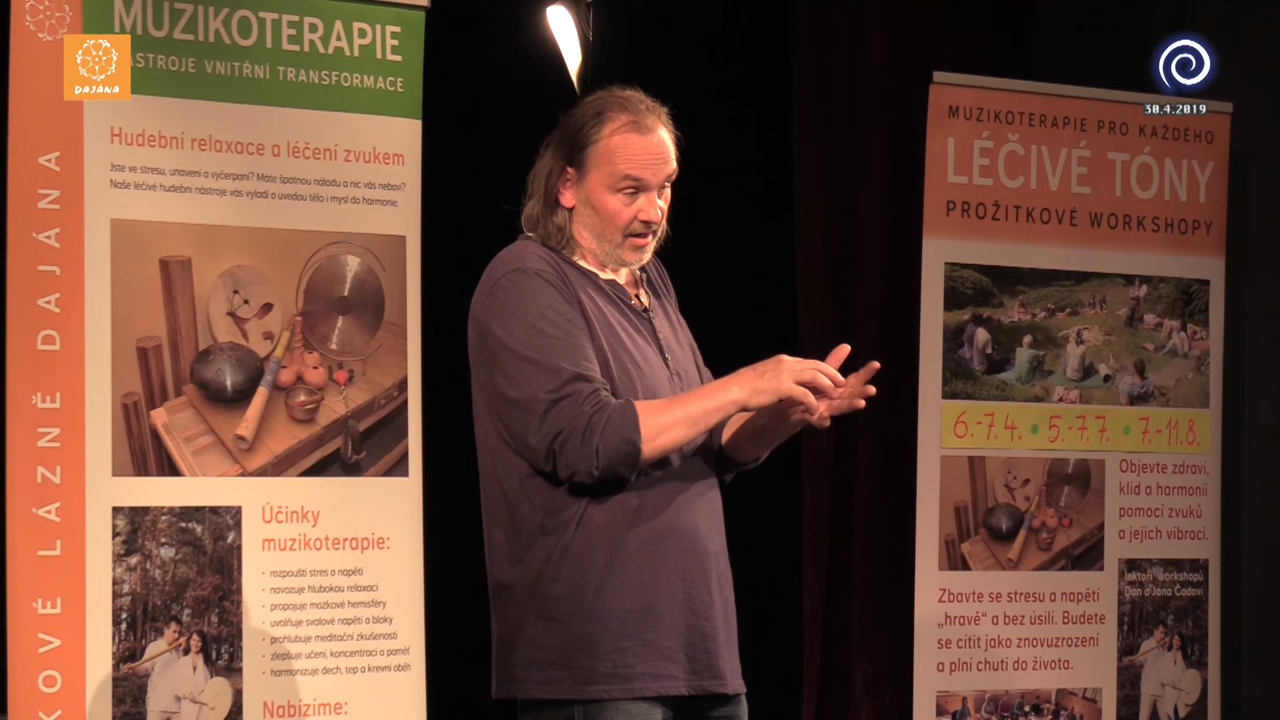 MUZIKOTERAPIE
NÁSTROJE VNITŘNÍ TRANSFORMACE
DAJÁNA
KOVÉ LÁZNĚ DAJÁNA
Hudební relaxace a léčení zvukem
Jste ve stresu, unavení a vyčerpaní? Máte špatnou náladu a nic vás nebaví?
Naše léčivé hudební nástroje vás vyladí a uvedou tělo i mysl do harmonie.
Účinky
muzikoterapie:
• rozpouští stres a napětí
• navozuje hlubokou relaxaci
• propojuje mozkové hemisféry
• uvolňuje svalové napětí a bloky
• prohlubuje meditační zkušenosti
• zlepšuje učení, koncentraci a paměť
• harmonizuje dech, tep a krevní oběh
Nabízíme:
30.4.2019
MUZIKOTERAPIE PRO KAŽDÉHO
LÉČIVÉ TÓNY
PROŽITKOVÉ WORKSHOPY
6.-7.4. • 5.-7.7. • 7.-11.8.
Objevte zdraví,
klid a harmonii
pomocí zvuků
a jejich vibrací.
lektoři workshopů
Dan a Jana Čadovi
Zbavte se stresu a napětí
„hravě“ a bez úsilí. Budete
se cítit jako znovuzrození
a plní chuti do života.